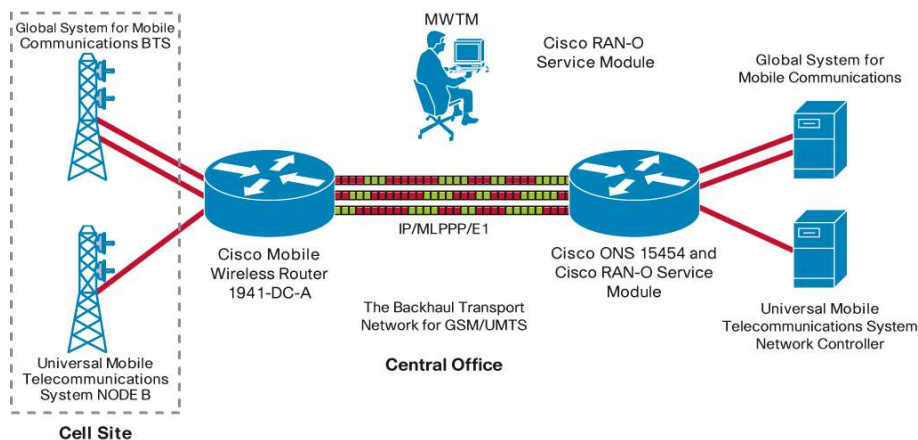 Global System for Mobile
Communications BTS
MWTM
Cisco RAN-O
Service Module
Global System for
Mobile Communications
IP/MLPPP/E1
Cisco Mobile
Wireless Router
1941-DC-A
Cisco ONS 15454 and
Cisco RAN-O Service
Module
The Backhaul Transport
Network for GSM/UMTS
Universal Mobile
Telecommunications System
Network Controller
Central Office
Universal Mobile
Telecommunications
System NODE B
Cell Site